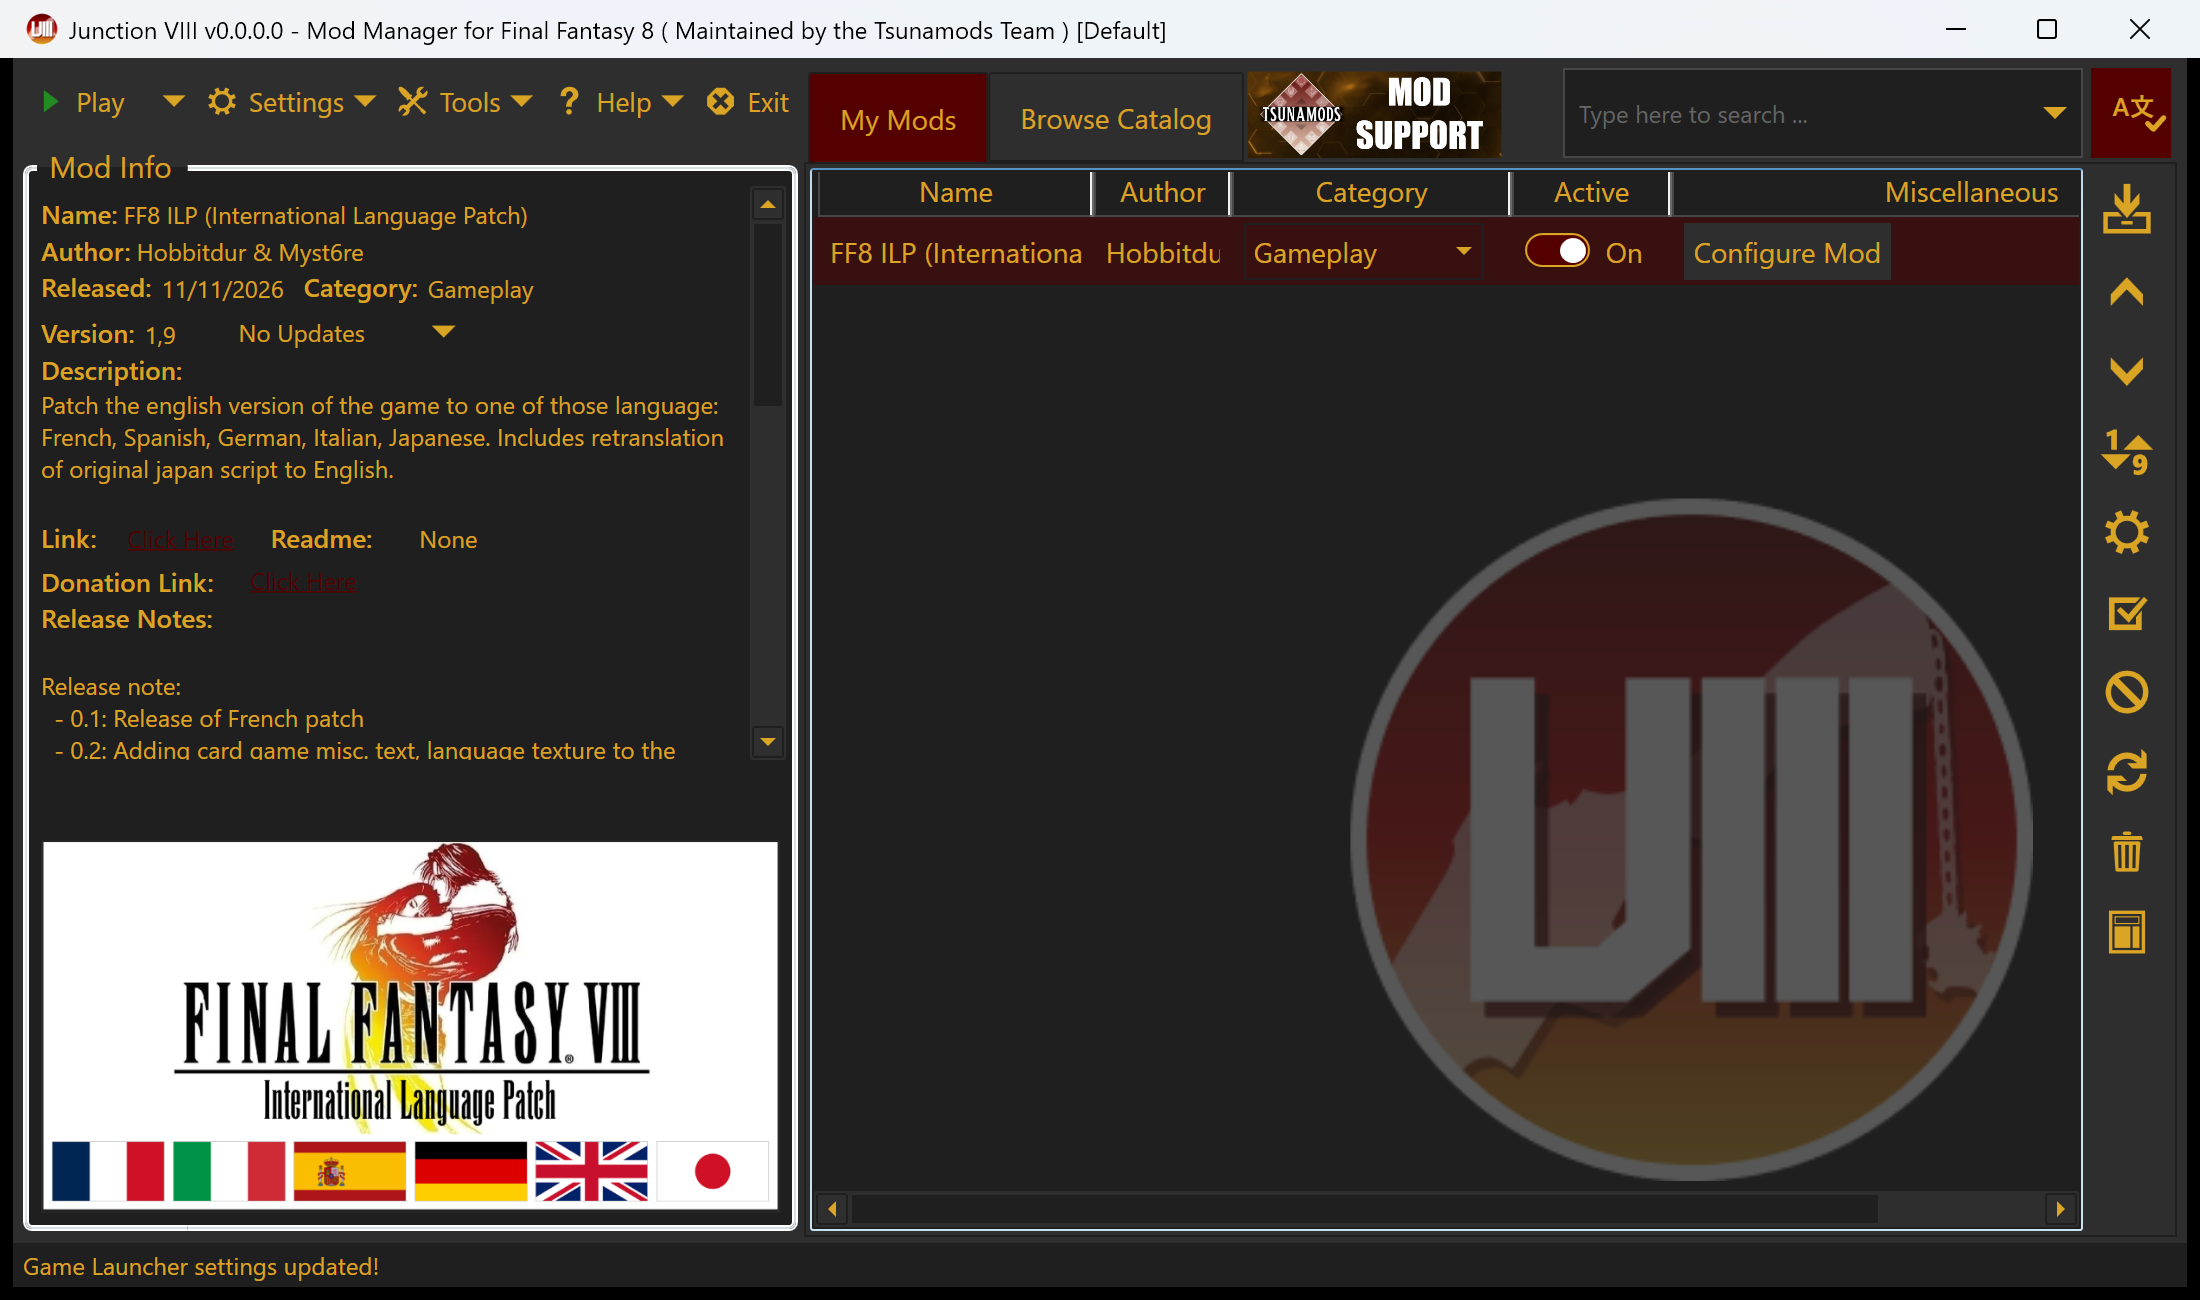 Junction VIII v0.0.0.0 - Mod Manager for Final Fantasy 8 ( Maintained by the Tsunamods Team ) [Default]
Play Settings Tools ? Help Exit
My Mods Browse Catalog
TSUNAMODS MOD SUPPORT
Type here to search ...
A文
Mod Info
Name: FF8 ILP (International Language Patch)
Author: Hobbitdur & Myst6re
Released: 11/11/2026 Category: Gameplay
Version: 1,9 No Updates
Description:
Patch the english version of the game to one of those language:
French, Spanish, German, Italian, Japanese. Includes retranslation
of original japan script to English.
Link: Click Here Readme: None
Donation Link: Click Here
Release Notes:
Release note:
- 0.1: Release of French patch
- 0.2: Adding card game misc. text, language texture to the
FINAL FANTASY VIII
International Language Patch
Name Author Category Active Miscellaneous
FF8 ILP (Internationa Hobbitdu Gameplay On Configure Mod
VIII
1 9
Game Launcher settings updated!